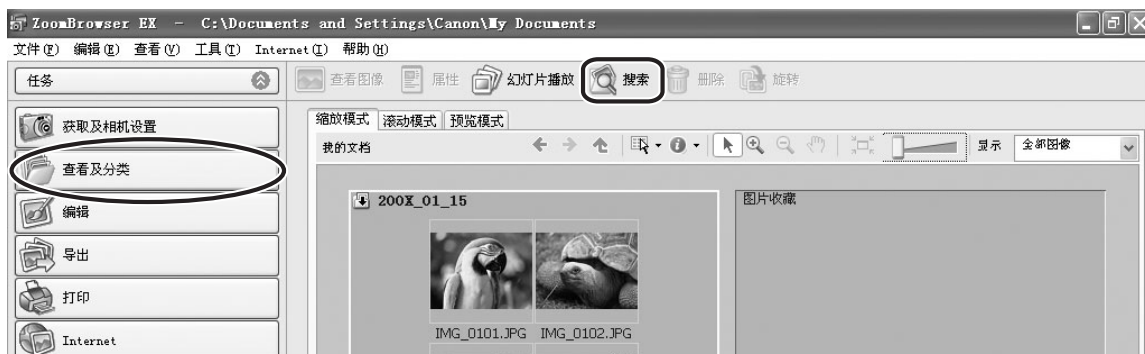 ZoomBrowser EX - C:\Documents and Settings\Canon\My Documents
文件(F) 编辑(E) 查看(V) 工具(T) Internet(I) 帮助(H)
任务
查看图像 属性 幻灯片播放 搜索 删除 旋转
获取及相机设置
查看及分类
编辑
导出
打印
Internet
缩放模式 滚动模式 预览模式
我的文档 显示 全部图像
200X_01_15
图片收藏
IMG_0101.JPG IMG_0102.JPG